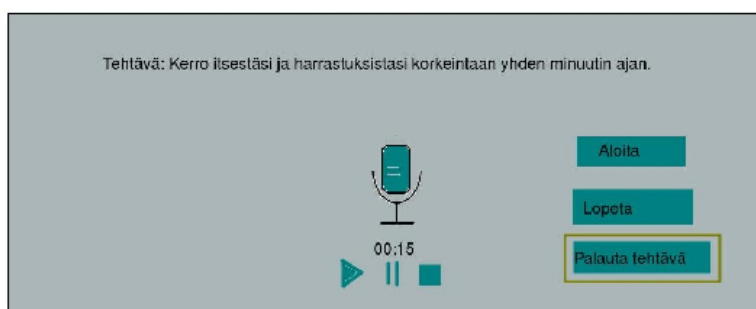 Tehtävä: Kerro itsestäsi ja harrastuksistasi korkeintaan yhden minuutin ajan.
Aloita
Lopeta
00:15
Palauta tehtävä